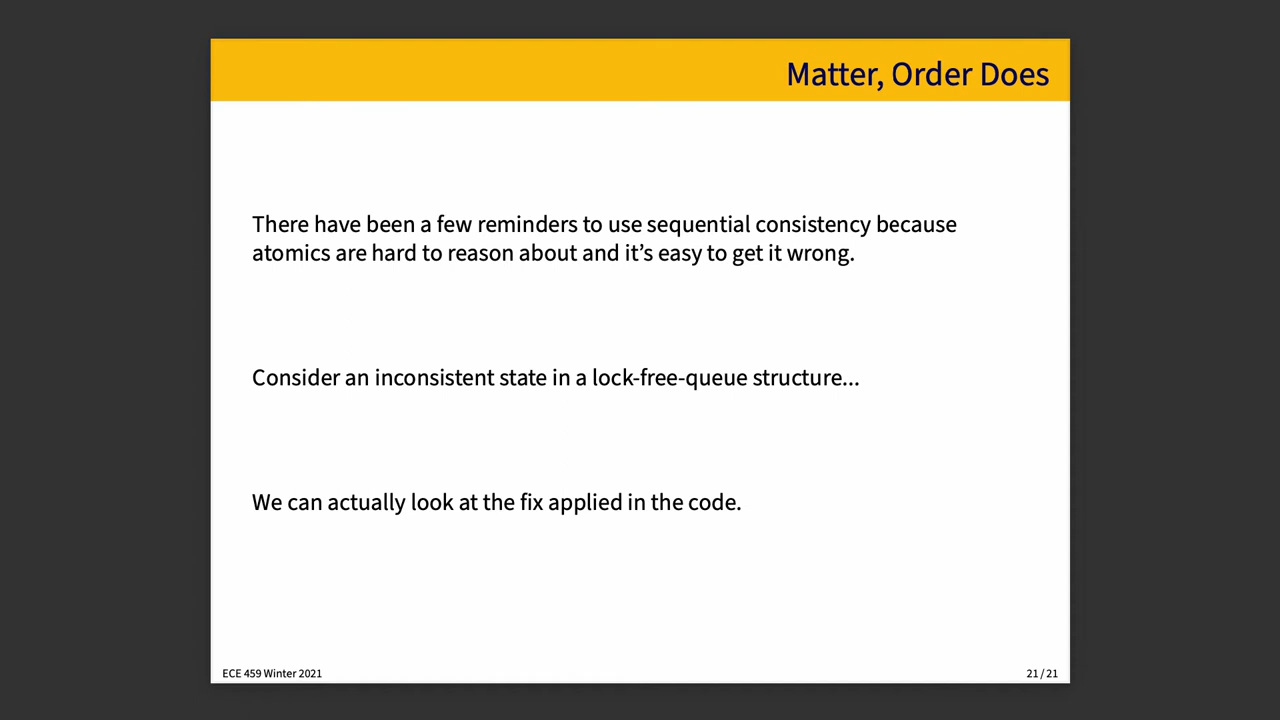 Matter, Order Does
There have been a few reminders to use sequential consistency because
atomics are hard to reason about and it’s easy to get it wrong.
Consider an inconsistent state in a lock-free-queue structure...
We can actually look at the fix applied in the code.
ECE 459 Winter 2021
21 / 21